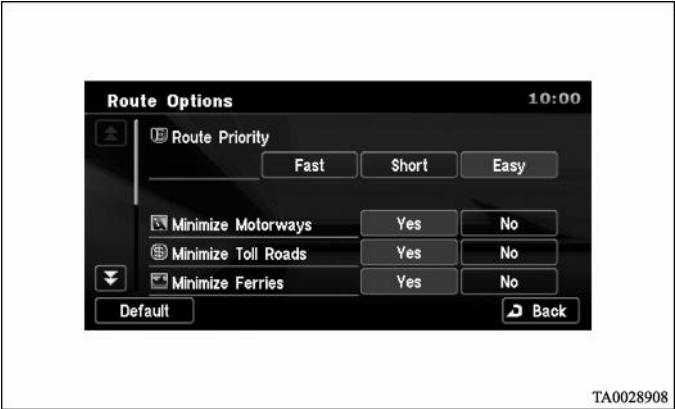 Route Options 10:00
Route Priority
Fast Short Easy
Minimize Motorways Yes No
Minimize Toll Roads Yes No
Minimize Ferries Yes No
Default Back
TA0028908